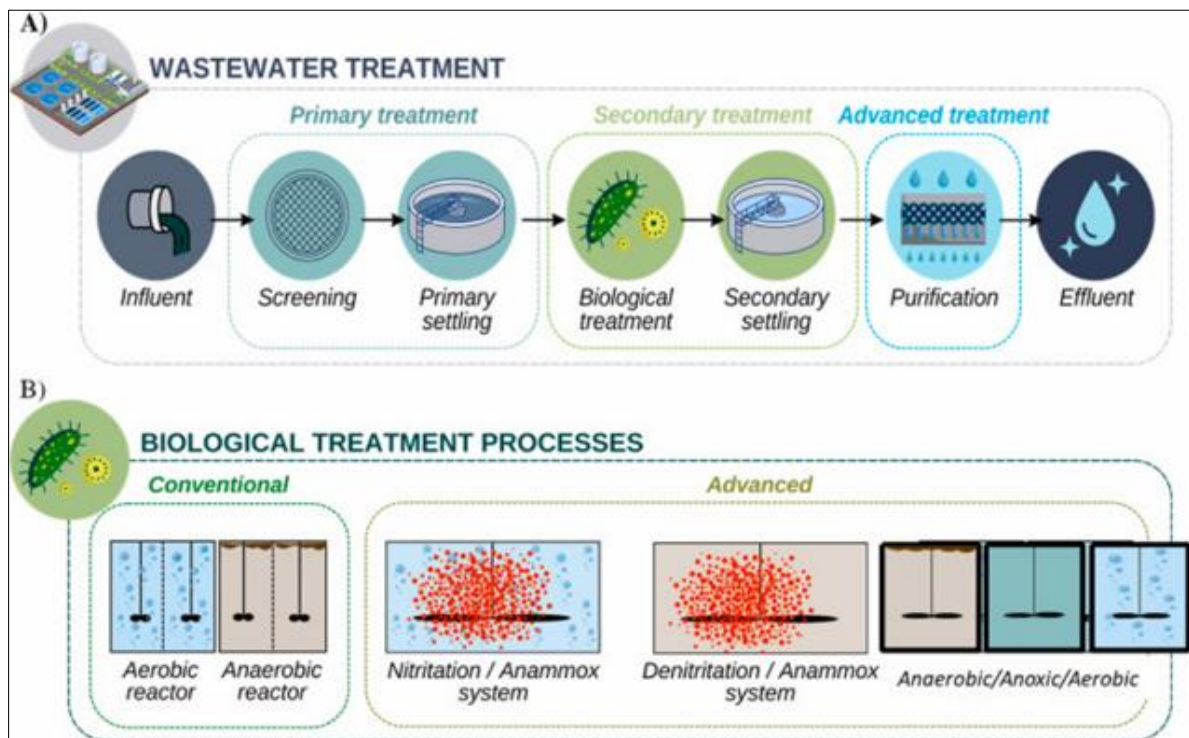 A)
WASTEWATER TREATMENT
Primary treatment
Secondary treatment
Advanced treatment
Influent
Screening
Primary
settling
Biological
treatment
Secondary
settling
Purification
Effluent
B)
BIOLOGICAL TREATMENT PROCESSES
Conventional
Advanced
Aerobic
reactor
Anaerobic
reactor
Nitritation / Anammox
system
Denitritation / Anammox
system
Anaerobic/Anoxic/Aerobic